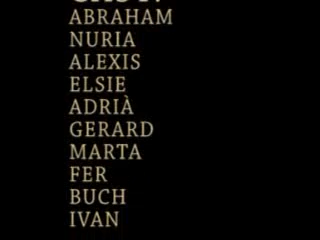 ABRAHAM
NURIA
ALEXIS
ELSIE
ADRIÀ
GERARD
MARTA
FER
BUCH
IVAN